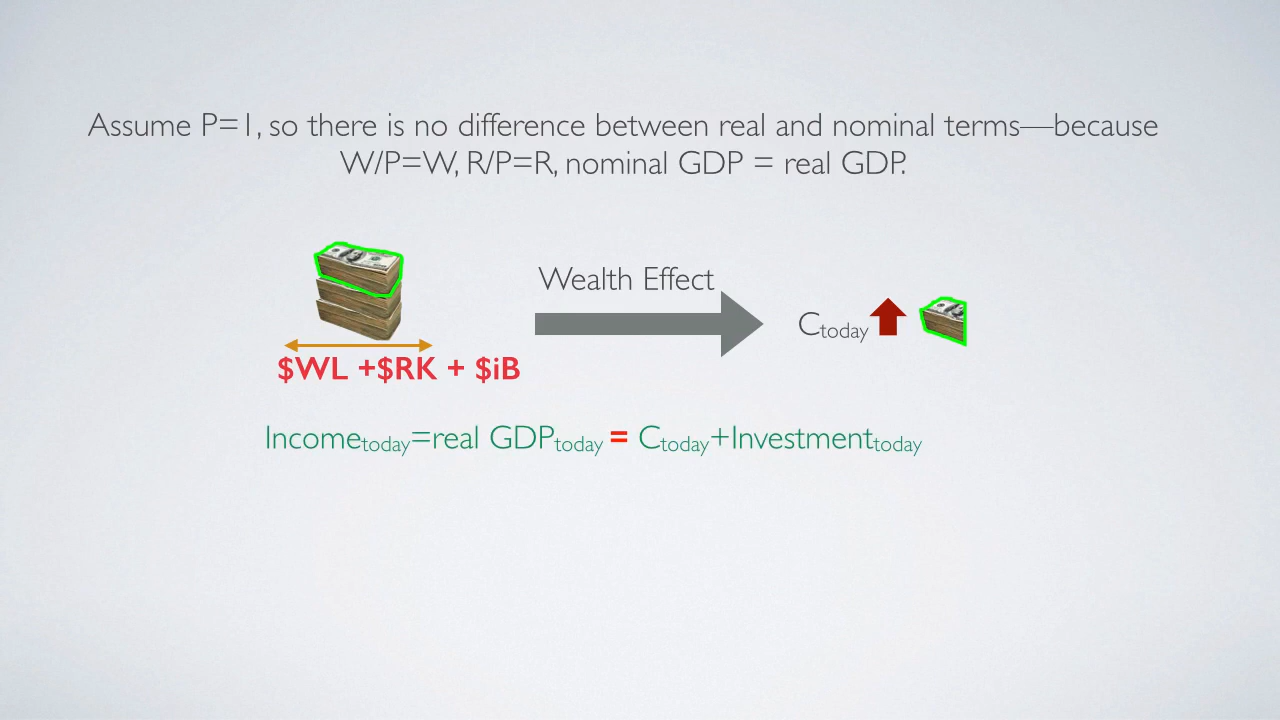 Assume P=1, so there is no difference between real and nominal terms—because
W/P=W, R/P=R, nominal GDP = real GDP.
Wealth Effect
Ctoday
$WL +$RK + $iB
Incometoday=real GDPtoday = Ctoday+Investmenttoday